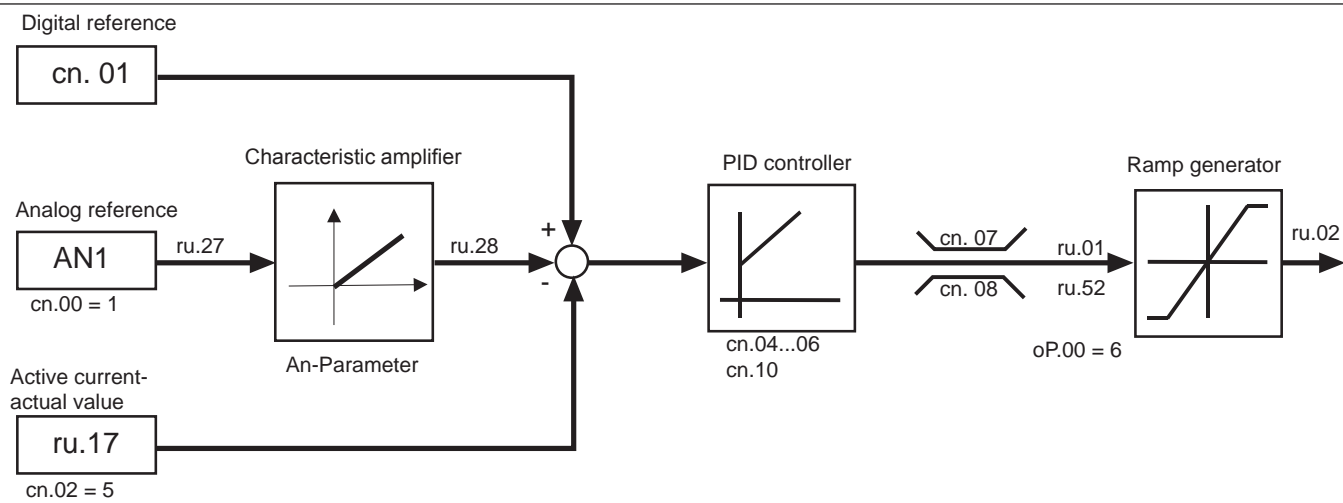 Digital reference
cn. 01
Characteristic amplifier
PID controller
Ramp generator
Analog reference
AN1
ru.27
ru.28
+
-
cn. 07
cn. 08
ru.01
ru.52
ru.02
cn.00 = 1
An-Parameter
cn.04...06
cn.10
oP.00 = 6
Active current-
actual value
ru.17
cn.02 = 5